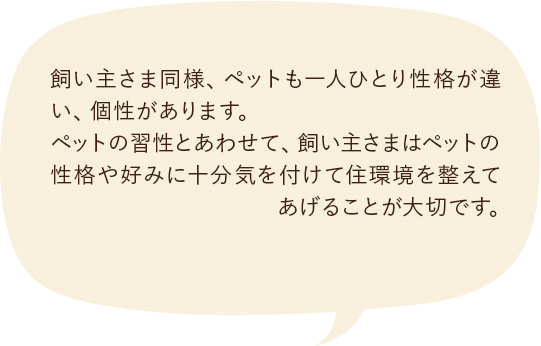 飼い主さま同様、ペットも一人ひとり性格が違
い、個性があります。
ペットの習性とあわせて、飼い主さまはペットの
性格や好みに十分気を付けて住環境を整えて
あげることが大切です。